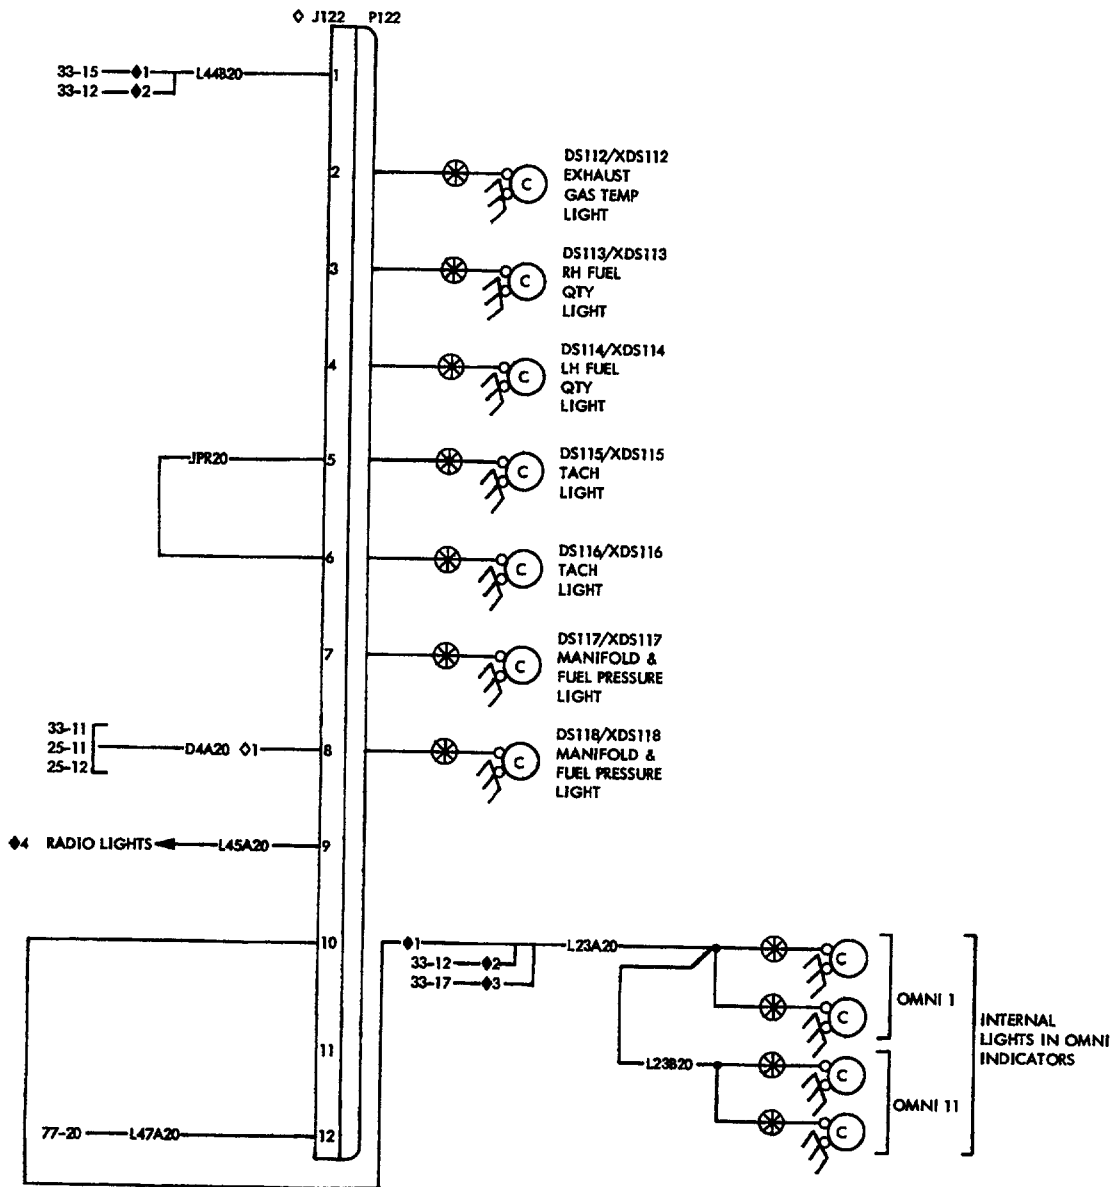 ◇ J122 P122
33-15 ◆1 L44B20 1
33-12 ◆2
2
DS112/XDS112
EXHAUST
GAS TEMP
LIGHT
C
3
DS113/XDS113
RH FUEL
QTY
LIGHT
C
4
DS114/XDS114
LH FUEL
QTY
LIGHT
C
JPR20 5
DS115/XDS115
TACH
LIGHT
C
6
DS116/XDS116
TACH
LIGHT
C
7
DS117/XDS117
MANIFOLD &
FUEL PRESSURE
LIGHT
C
33-11
25-11 D4A20 ◇1 8
25-12
DS118/XDS118
MANIFOLD &
FUEL PRESSURE
LIGHT
C
◆4 RADIO LIGHTS L45A20 9
10 ◆1 L23A20 C
33-12 ◆2
33-17 ◆3
OMNI 1
C
INTERNAL
LIGHTS IN OMNI
INDICATORS
11 L23B20 C
OMNI 11
77-20 L47A20 12 C